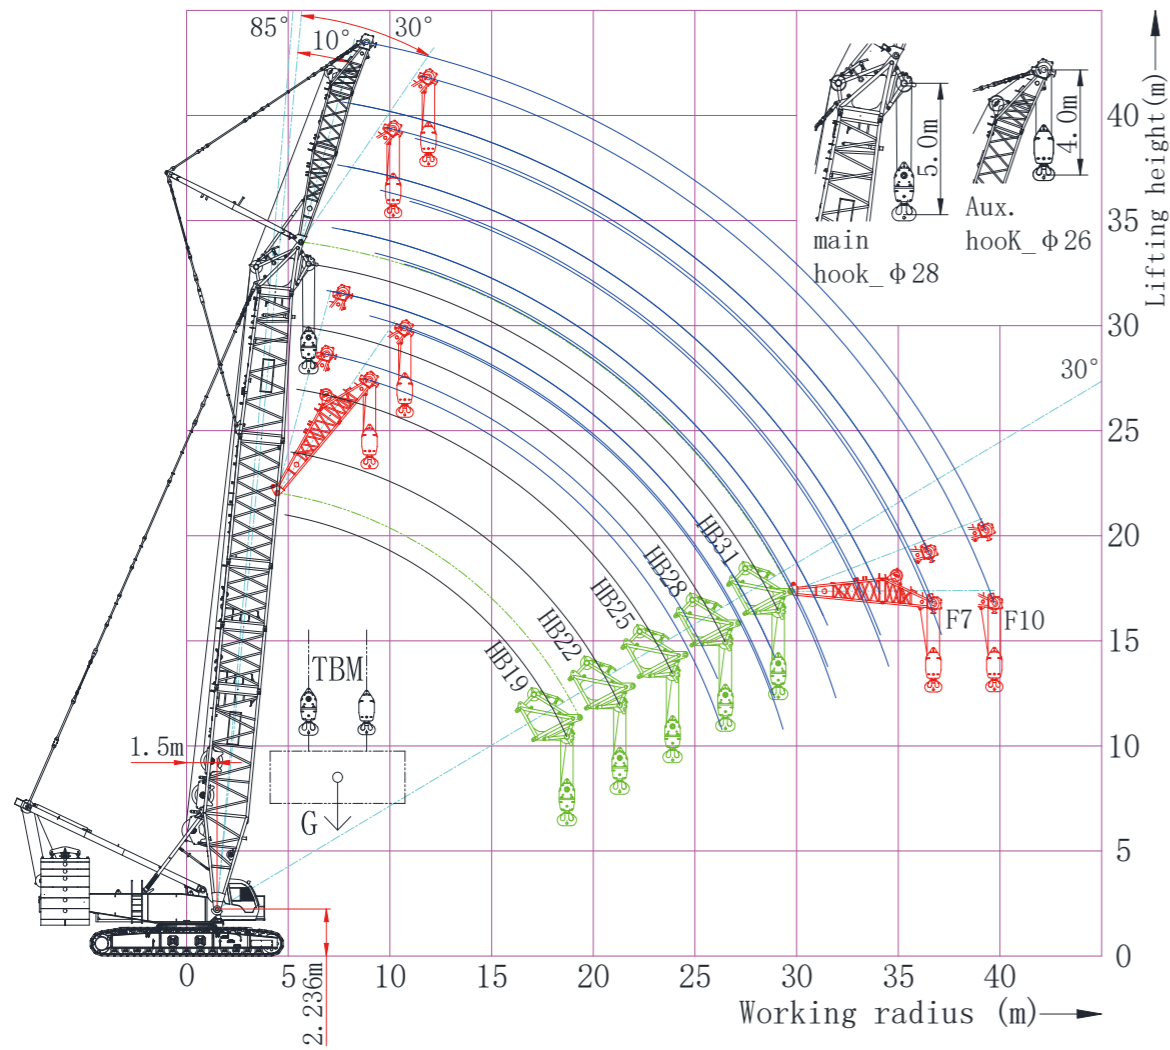 85°
30°
10°
40
35
30
25
20
15
10
5
0
Lifting height(m)
5.0m
4.0m
main
hook_φ28
Aux.
hooK_φ26
30°
HB31
HB28
HB25
HB22
HB19
F7
F10
TBM
1.5m
G
0
5
10
15
20
25
30
35
40
2.236m
Working radius (m)